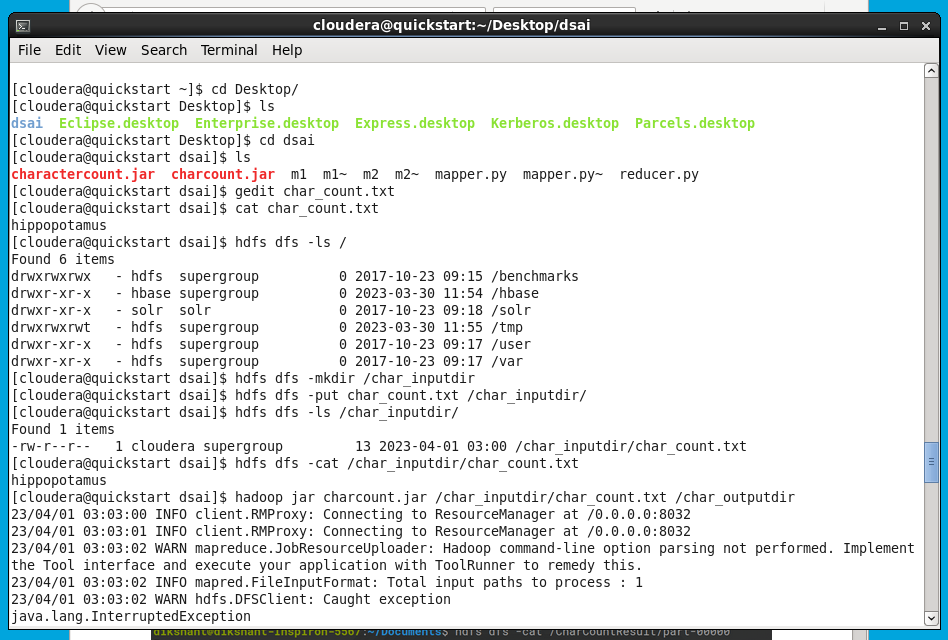 cloudera@quickstart:~/Desktop/dsai
File Edit View Search Terminal Help
[cloudera@quickstart ~]$ cd Desktop/
[cloudera@quickstart Desktop]$ ls
dsai  Eclipse.desktop  Enterprise.desktop  Express.desktop  Kerberos.desktop  Parcels.desktop
[cloudera@quickstart Desktop]$ cd dsai
[cloudera@quickstart dsai]$ ls
charactercount.jar  charcount.jar  m1  m1~  m2  m2~  mapper.py  mapper.py~  reducer.py
[cloudera@quickstart dsai]$ gedit char_count.txt
[cloudera@quickstart dsai]$ cat char_count.txt
hippopotamus
[cloudera@quickstart dsai]$ hdfs dfs -ls /
Found 6 items
drwxrwxrwx   - hdfs  supergroup          0 2017-10-23 09:15 /benchmarks
drwxr-xr-x   - hbase supergroup          0 2023-03-30 11:54 /hbase
drwxr-xr-x   - solr  solr                0 2017-10-23 09:18 /solr
drwxrwxrwt   - hdfs  supergroup          0 2023-03-30 11:55 /tmp
drwxr-xr-x   - hdfs  supergroup          0 2017-10-23 09:17 /user
drwxr-xr-x   - hdfs  supergroup          0 2017-10-23 09:17 /var
[cloudera@quickstart dsai]$ hdfs dfs -mkdir /char_inputdir
[cloudera@quickstart dsai]$ hdfs dfs -put char_count.txt /char_inputdir/
[cloudera@quickstart dsai]$ hdfs dfs -ls /char_inputdir/
Found 1 items
-rw-r--r--   1 cloudera supergroup         13 2023-04-01 03:00 /char_inputdir/char_count.txt
[cloudera@quickstart dsai]$ hdfs dfs -cat /char_inputdir/char_count.txt
hippopotamus
[cloudera@quickstart dsai]$ hadoop jar charcount.jar /char_inputdir/char_count.txt /char_outputdir
23/04/01 03:03:00 INFO client.RMProxy: Connecting to ResourceManager at /0.0.0.0:8032
23/04/01 03:03:01 INFO client.RMProxy: Connecting to ResourceManager at /0.0.0.0:8032
23/04/01 03:03:02 WARN mapreduce.JobResourceUploader: Hadoop command-line option parsing not performed. Implement
the Tool interface and execute your application with ToolRunner to remedy this.
23/04/01 03:03:02 INFO mapred.FileInputFormat: Total input paths to process : 1
23/04/01 03:03:02 WARN hdfs.DFSClient: Caught exception
java.lang.InterruptedException
dikshant@dikshant-Inspiron-5567:~/Documents$ hdfs dfs -cat /CharCountResult/part-00000